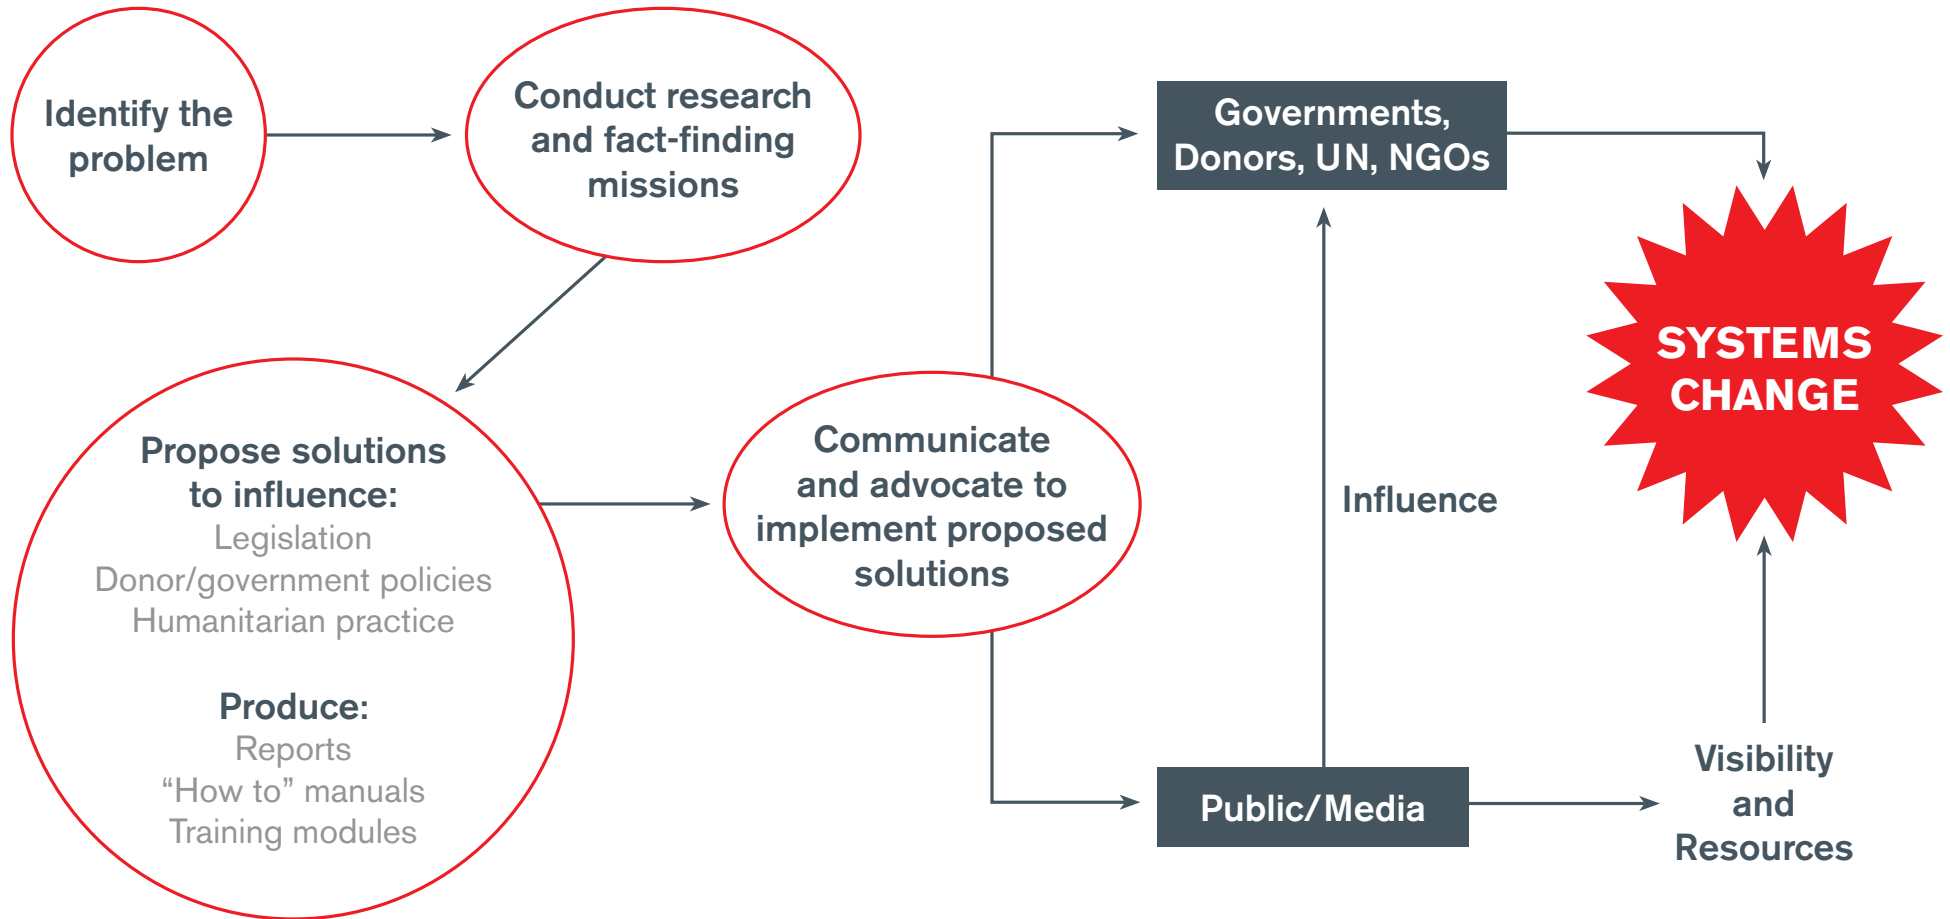 Identify the
problem
Conduct research
and fact-finding
missions
Propose solutions
to influence:
Legislation
Donor/government policies
Humanitarian practice
Produce:
Reports
“How to” manuals
Training modules
Communicate
and advocate to
implement proposed
solutions
Governments,
Donors, UN, NGOs
Influence
Public/Media
Visibility
and
Resources
SYSTEMS
CHANGE